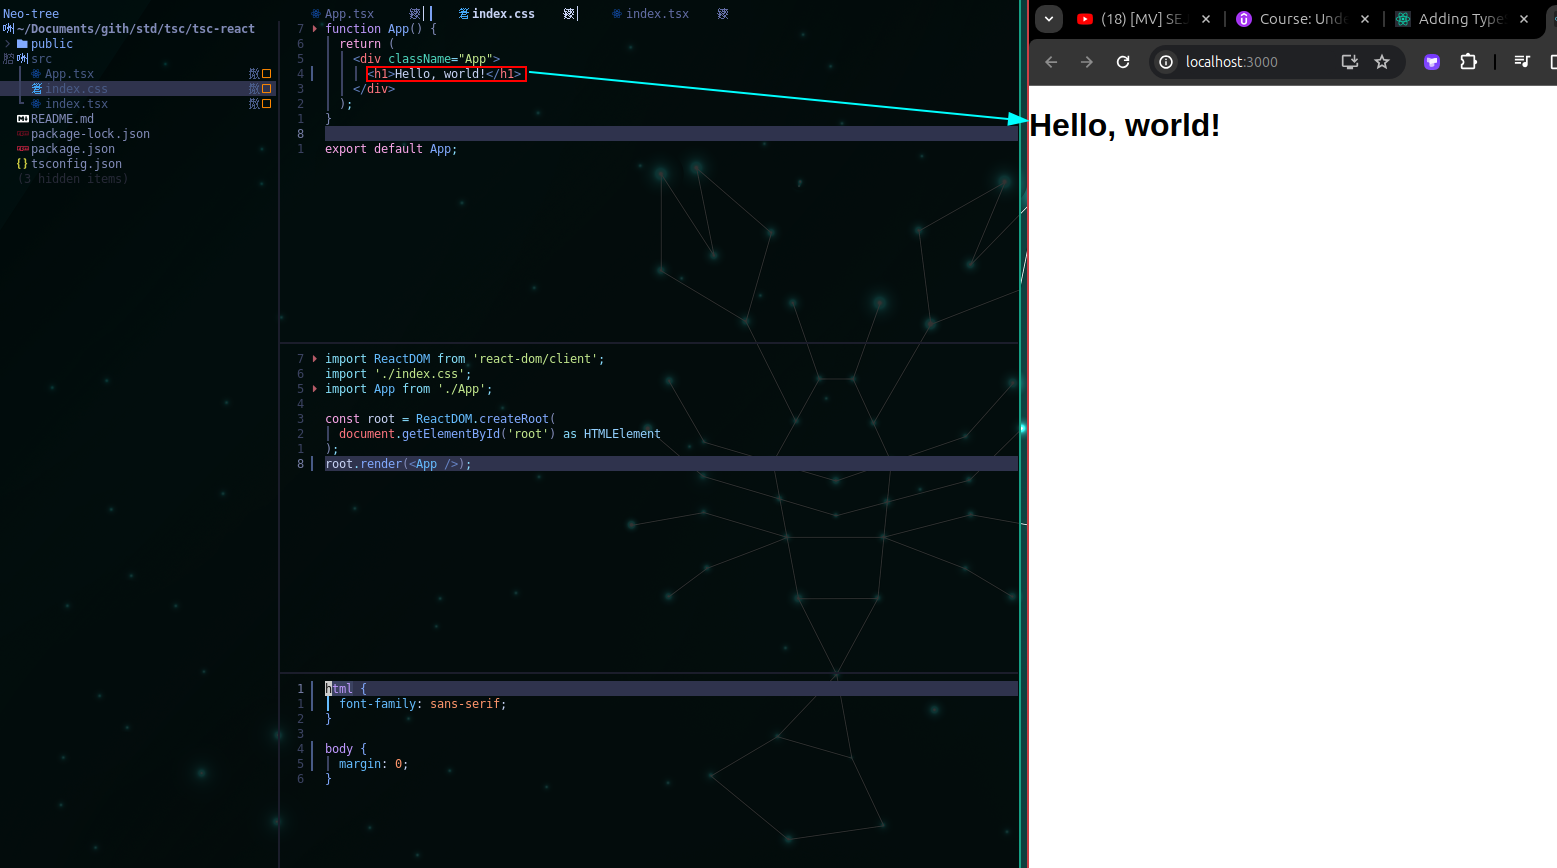 Neo-tree
~/Documents/gith/std/tsc/tsc-react
public
src
App.tsx
index.css
index.tsx
README.md
package-lock.json
package.json
tsconfig.json
(3 hidden items)
App.tsx index.css index.tsx
7 function App() {
6 return (
5 <div className="App">
4 <h1>Hello, world!</h1>
3 </div>
2 );
1 }
8
1 export default App;
7 import ReactDOM from 'react-dom/client';
6 import './index.css';
5 import App from './App';
4
3 const root = ReactDOM.createRoot(
2 document.getElementById('root') as HTMLElement
1 );
8 root.render(<App />);
1 html {
1 font-family: sans-serif;
2 }
3
4 body {
5 margin: 0;
6 }
(18) [MV] SE Course: Unde Adding Type
localhost:3000
Hello, world!